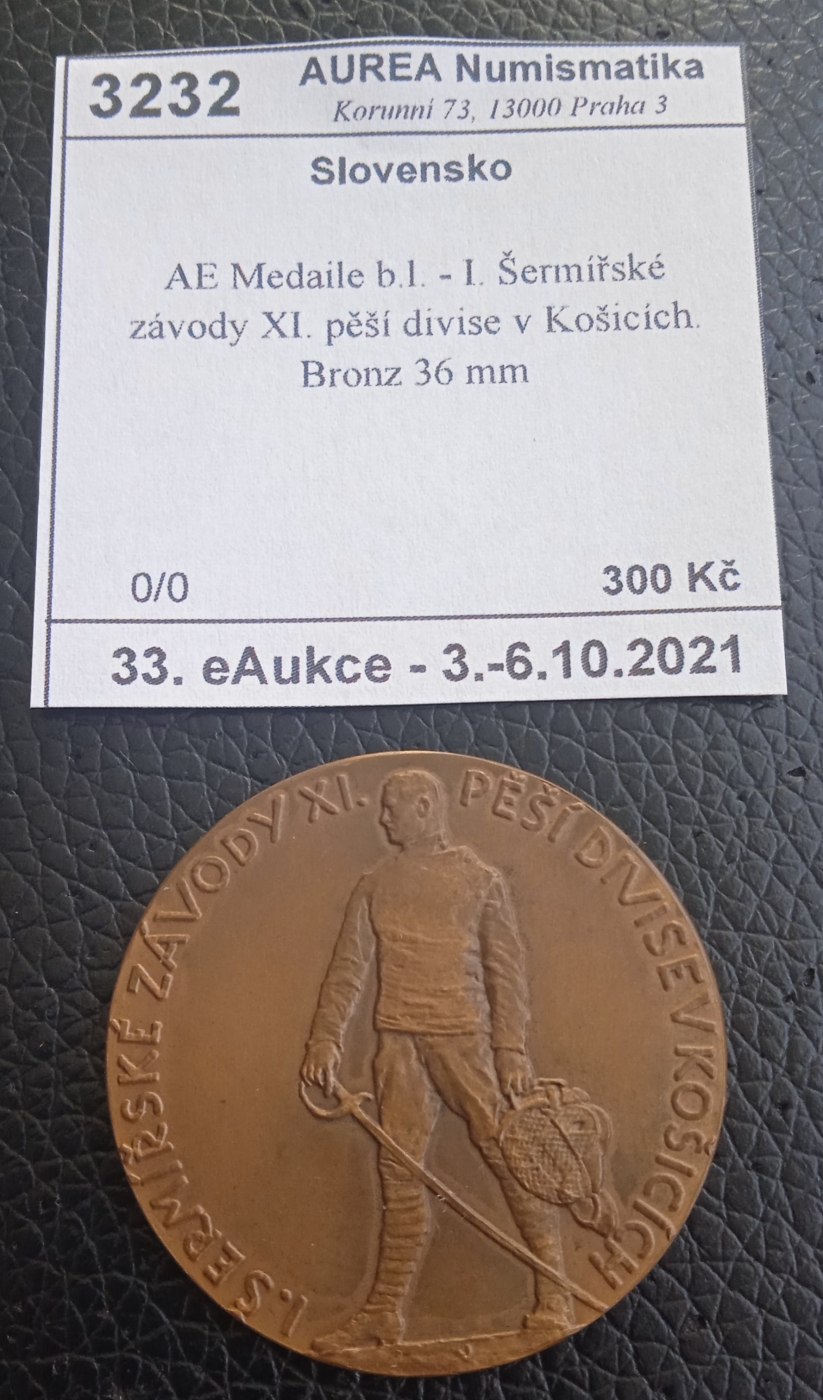 3232
AUREA Numismatika
Korunní 73, 13000 Praha 3
Slovensko
AE Medaile b.l. - I. Šermířské
závody XI. pěší divise v Košicích.
Bronz 36 mm
0/0
300 Kč
33. eAukce - 3.-6.10.2021
I. ŠERMÍŘSKÉ ZÁVODY XI. PĚŠÍ DIVISE V KOŠICÍCH